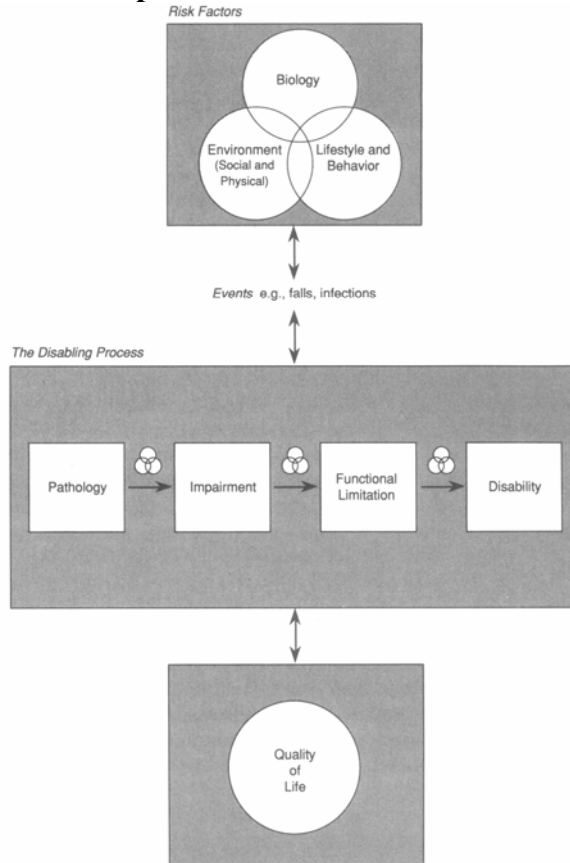 Risk Factors
Biology
Environment
(Social and
Physical)
Lifestyle and
Behavior
Events e.g., falls, infections
The Disabling Process
Pathology
Impairment
Functional
Limitation
Disability
Quality
of
Life